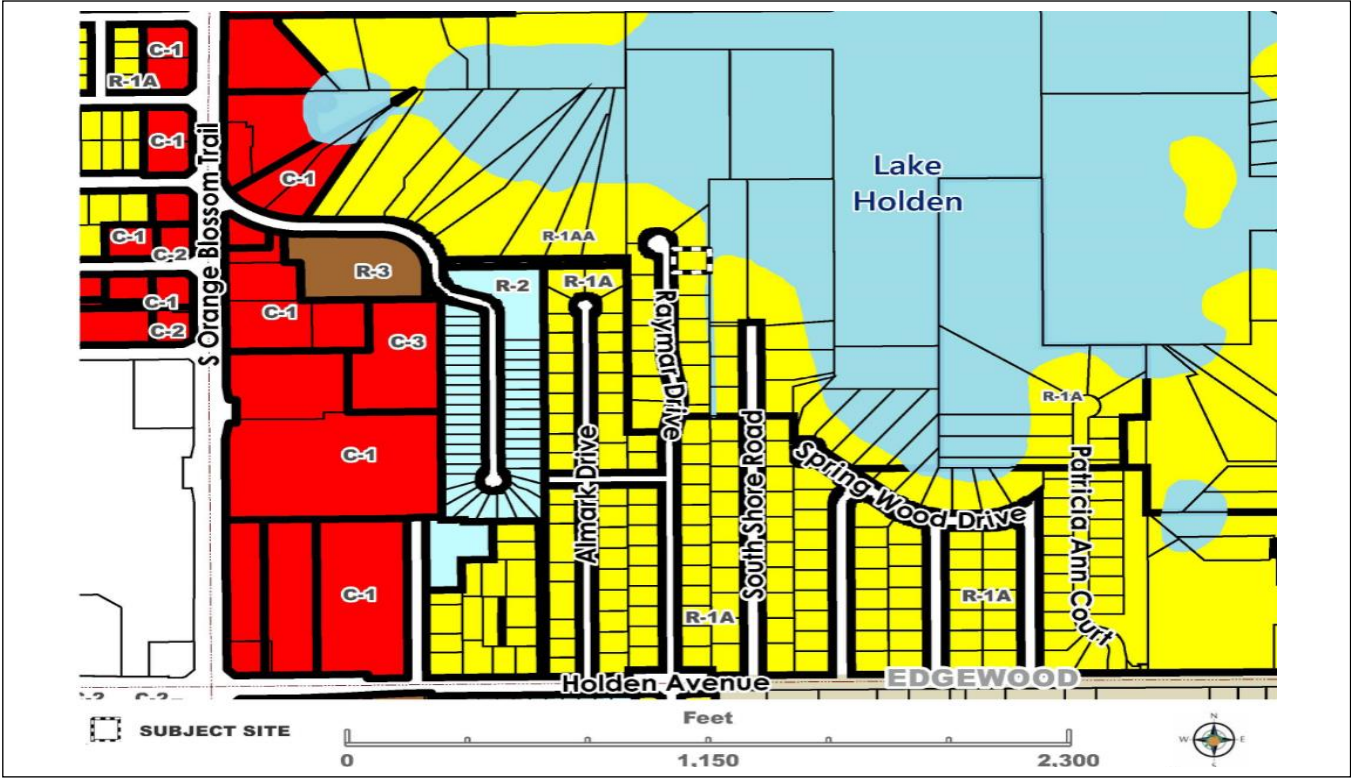 C-1
R-1A
C-1
C-1
Lake
Holden
S Orange Blossom Trail
C-1
C-2
R-1AA
R-3
R-2
R-1A
C-1
C-2
C-1
C-3
Raymar Drive
R-1A
C-1
Almark Drive
South Shore Road
Spring Wood Drive
Patricia Ann Court
C-1
R-1A
R-1A
Holden Avenue
EDGEWOOD
SUBJECT SITE
Feet
0
1,150
2,300
N
W
E